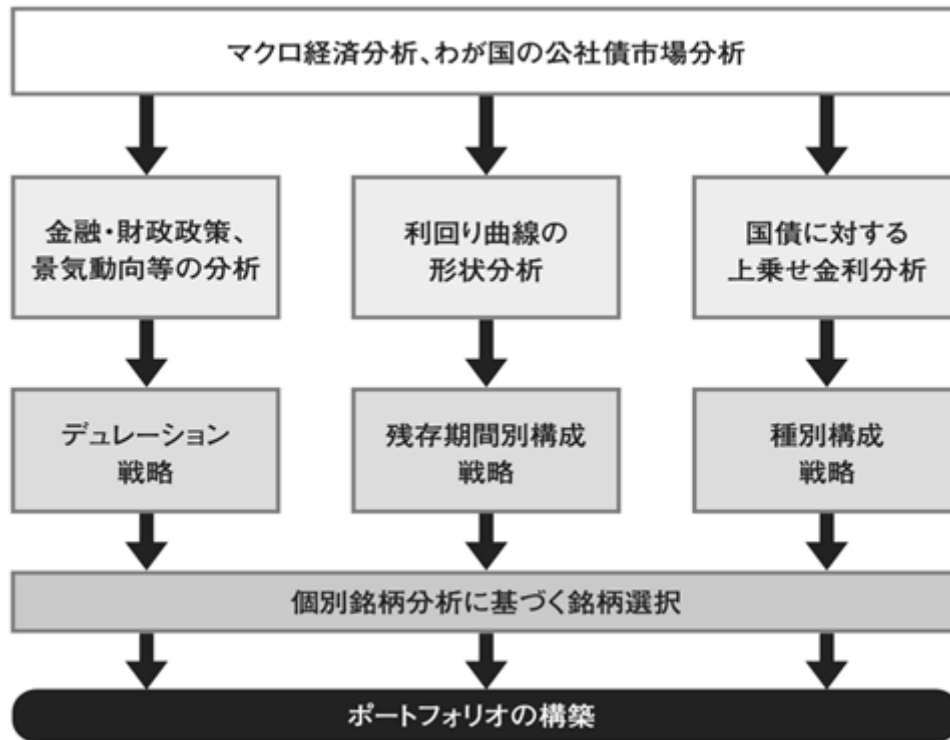 マクロ経済分析、わが国の公社債市場分析
金融・財政政策、
景気動向等の分析
利回り曲線の
形状分析
国債に対する
上乗せ金利分析
デュレーション
戦略
残存期間別構成
戦略
種別構成
戦略
個別銘柄分析に基づく銘柄選択
ポートフォリオの構築